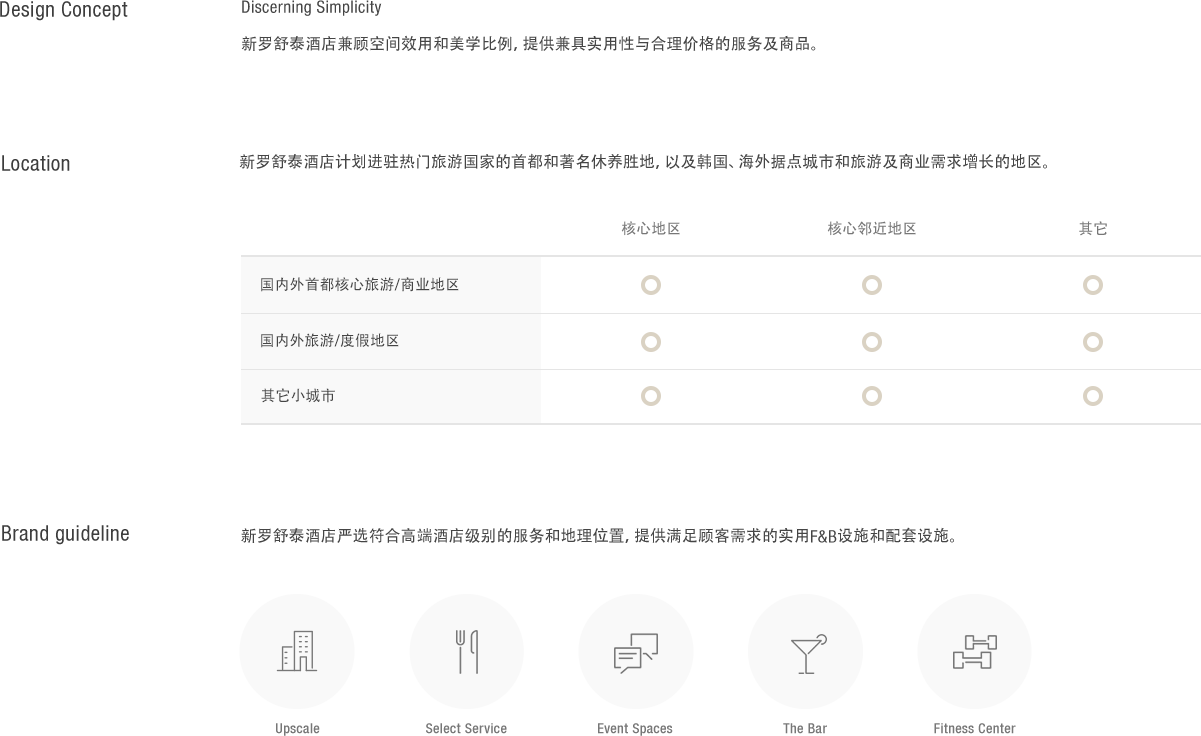 Design Concept
Discerning Simplicity
新罗舒泰酒店兼顾空间效用和美学比例, 提供兼具实用性与合理价格的服务及商品。
Location
新罗舒泰酒店计划进驻热门旅游国家的首都和著名休养胜地, 以及韩国、海外据点城市和旅游及商业需求增长的地区。
核心地区 核心邻近地区 其它
国内外首都核心旅游/商业地区
国内外旅游/度假地区
其它小城市
Brand guideline
新罗舒泰酒店严选符合高端酒店级别的服务和地理位置, 提供满足顾客需求的实用F&B设施和配套设施。
Upscale Select Service Event Spaces The Bar Fitness Center